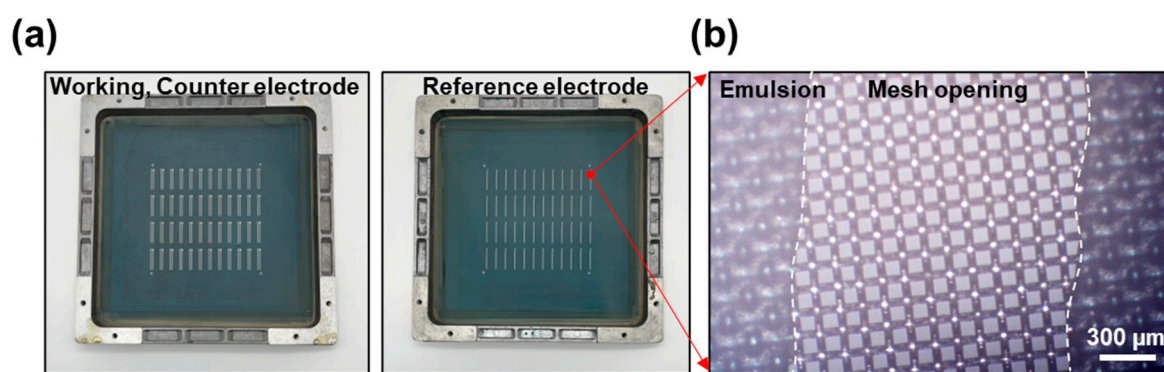 (a)
(b)
Working, Counter electrode
Reference electrode
Emulsion
Mesh opening
300 μm